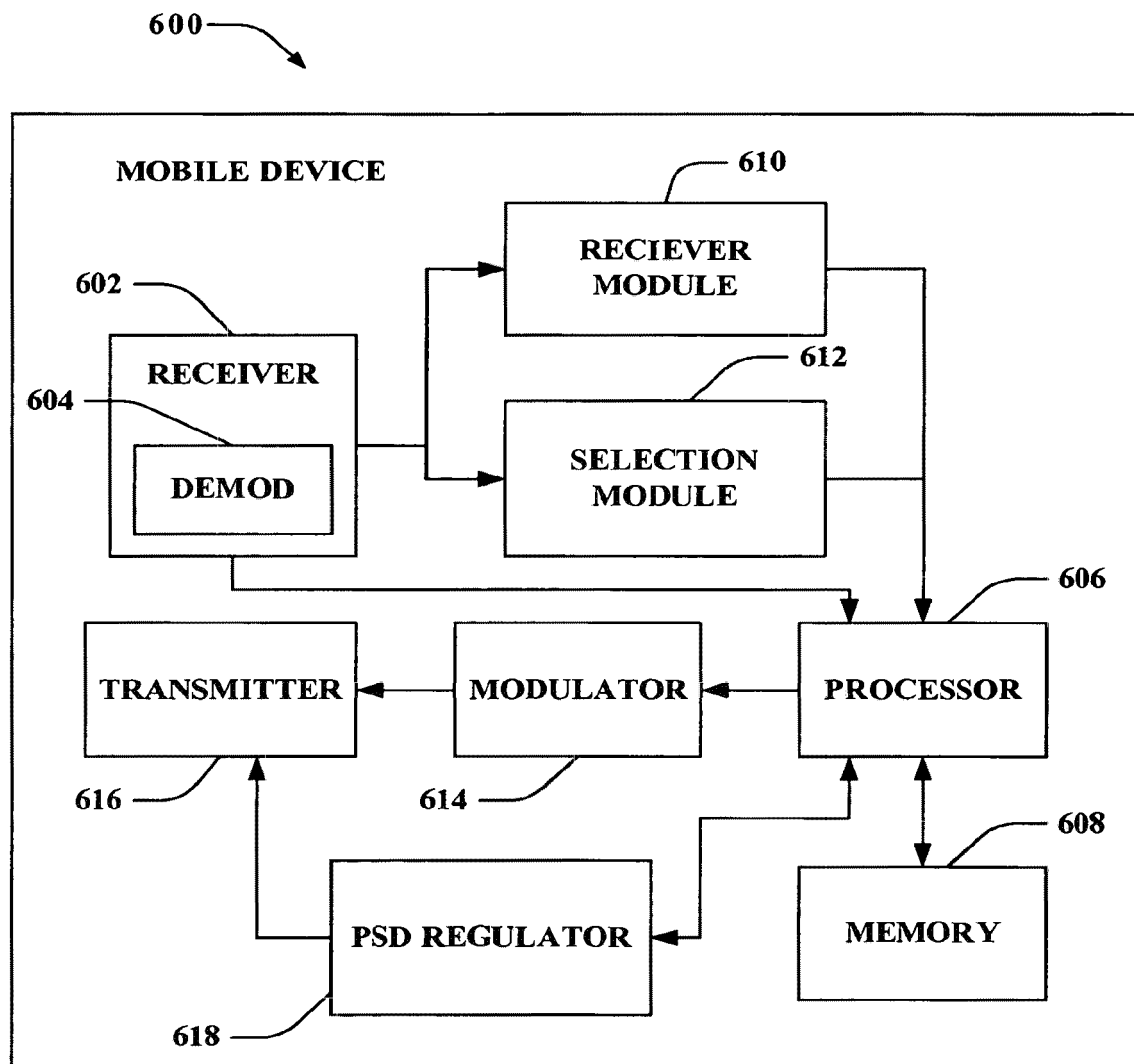 600
MOBILE DEVICE
610
RECIEVER
MODULE
602
RECEIVER
612
604
SELECTION
MODULE
DEMOD
606
TRANSMITTER
MODULATOR
PROCESSOR
616
614
608
PSD REGULATOR
MEMORY
618